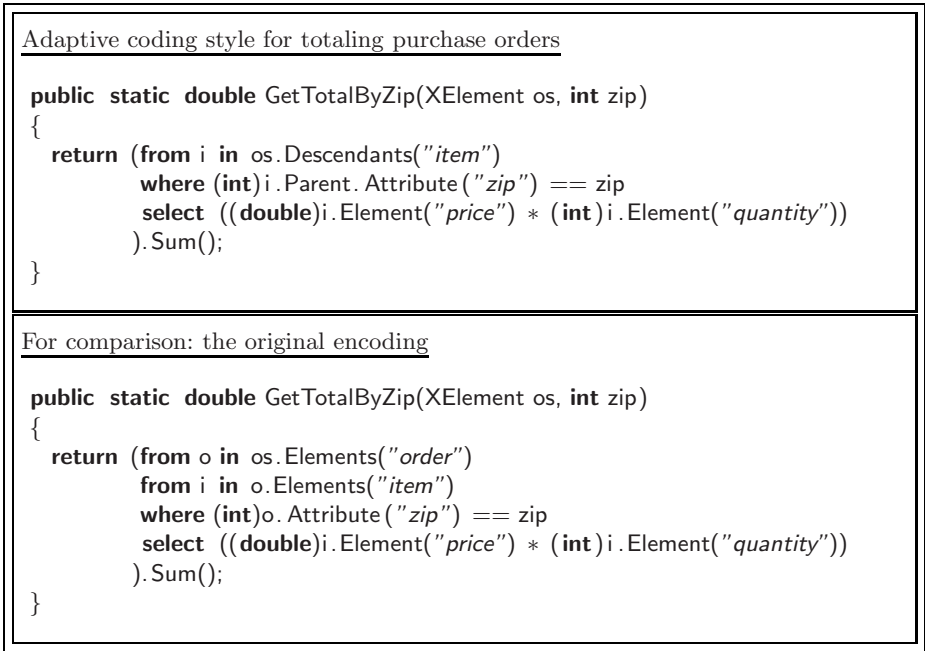 Adaptive coding style for totaling purchase orders
public static double GetTotalByZip(XElement os, int zip)
{
return (from i in os.Descendants("item")
where (int)i.Parent.Attribute("zip") == zip
select ((double)i.Element("price") * (int)i.Element("quantity"))
).Sum();
}
For comparison: the original encoding
public static double GetTotalByZip(XElement os, int zip)
{
return (from o in os.Elements("order")
from i in o.Elements("item")
where (int)o.Attribute("zip") == zip
select ((double)i.Element("price") * (int)i.Element("quantity"))
).Sum();
}